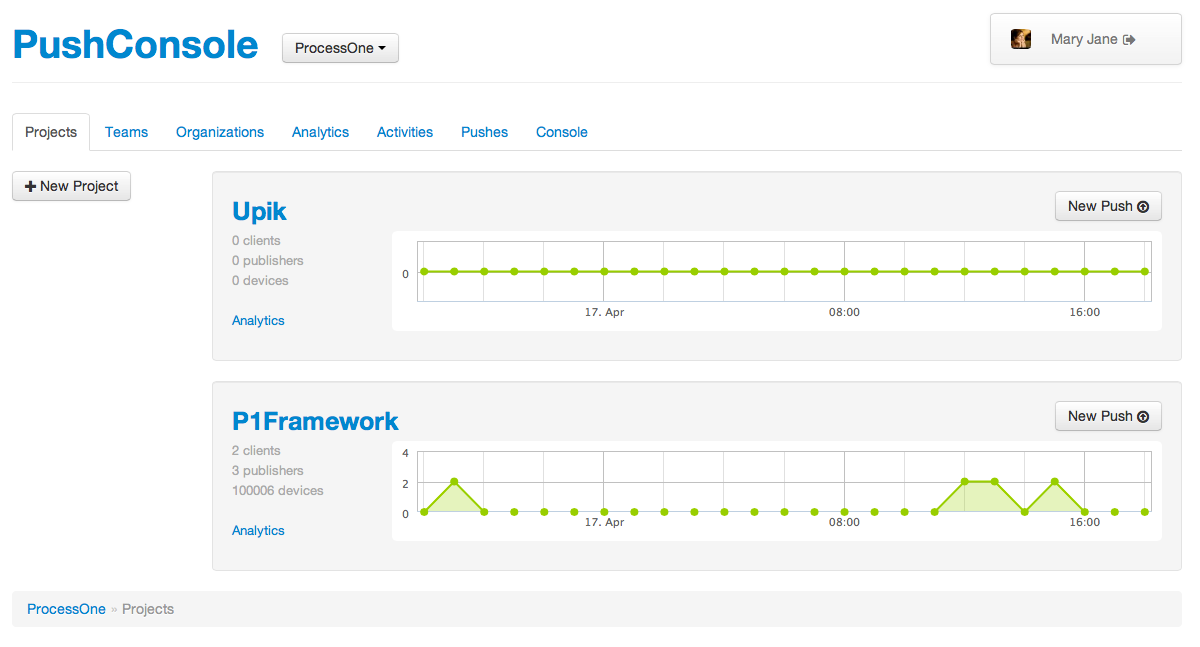 PushConsole
ProcessOne
Mary Jane
Projects Teams Organizations Analytics Activities Pushes Console
New Project
Upik
New Push
0 clients
0 publishers
0 devices
Analytics
0
17. Apr 08:00 16:00
P1Framework
New Push
2 clients
3 publishers
100006 devices
Analytics
4
2
0
17. Apr 08:00 16:00
ProcessOne » Projects